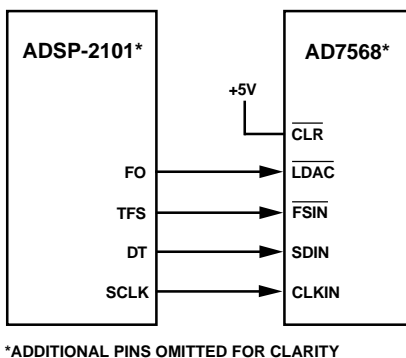 ADSP-2101*
AD7568*
+5V
CLR
FO
LDAC
TFS
FSIN
DT
SDIN
SCLK
CLKIN
*ADDITIONAL PINS OMITTED FOR CLARITY